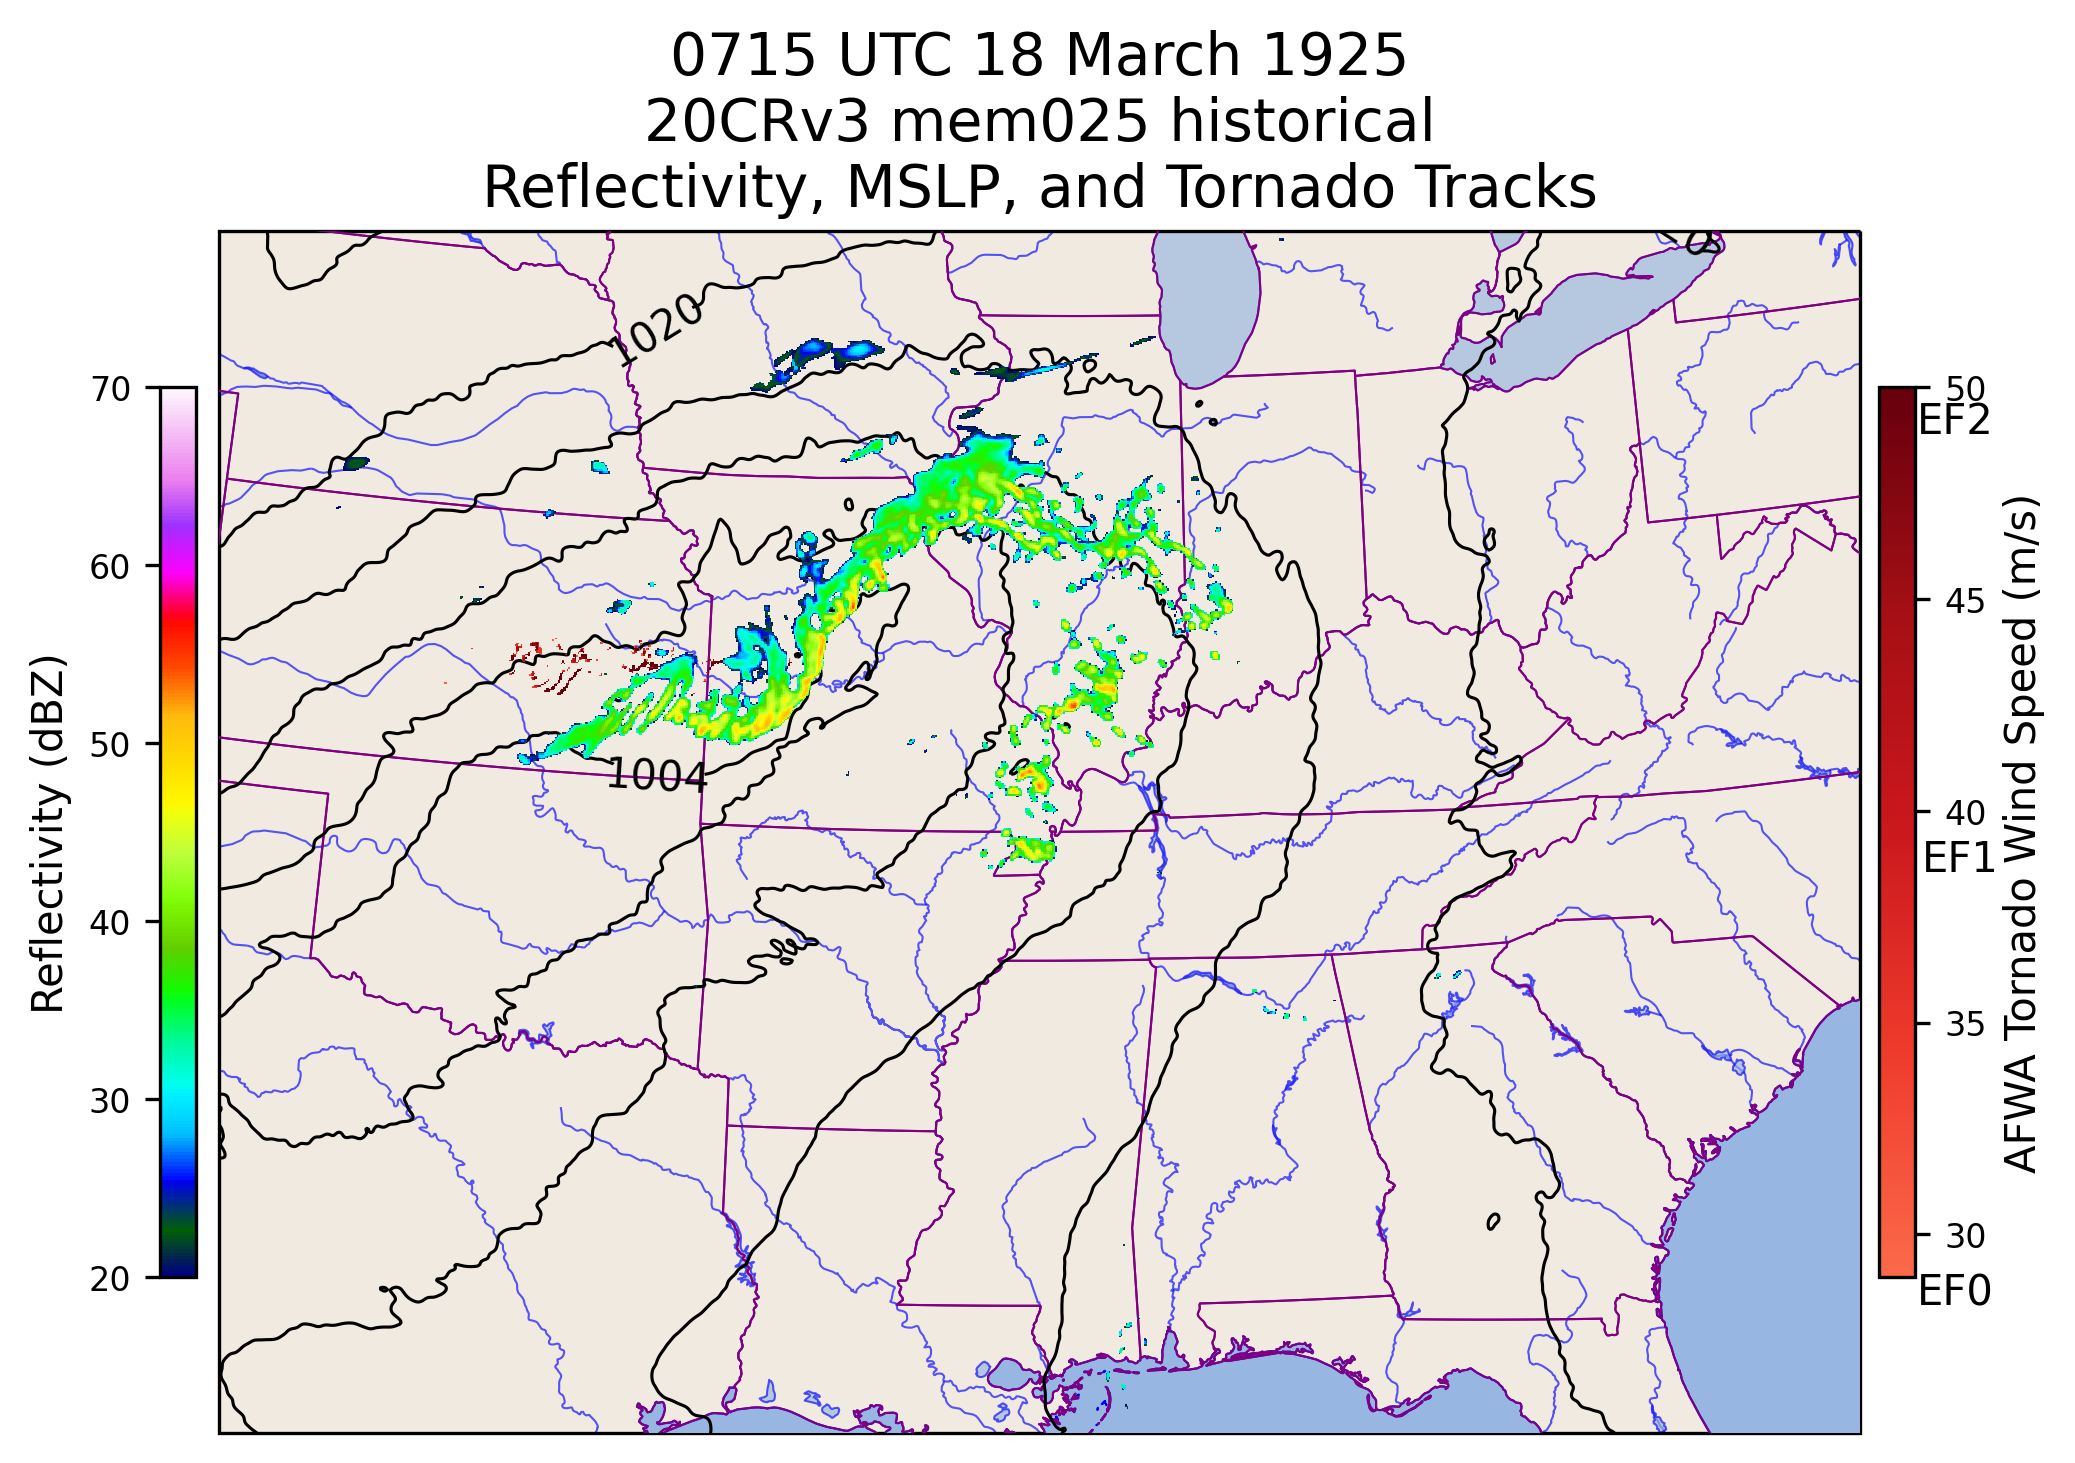 0715 UTC 18 March 1925
20CRv3 mem025 historical
Reflectivity, MSLP, and Tornado Tracks
1020
1004
70
60
50
40
30
20
Reflectivity (dBZ)
50
EF2
45
40
EF1
35
30
EF0
AFWA Tornado Wind Speed (m/s)